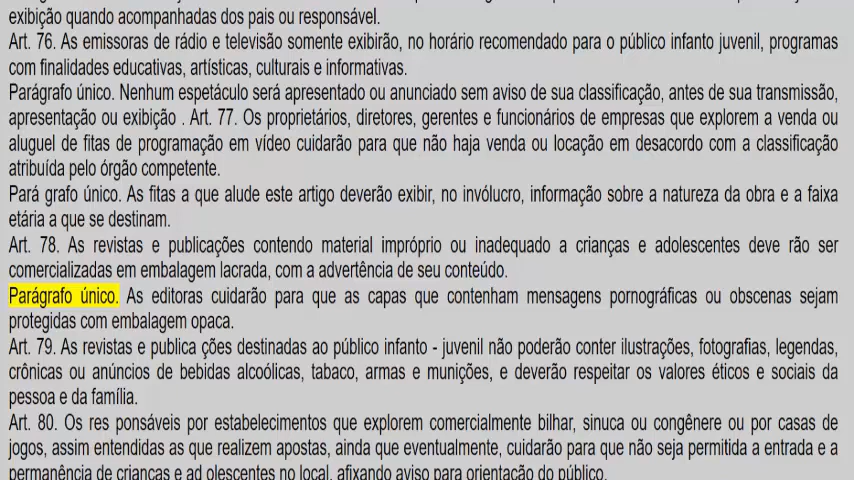 exibição quando acompanhadas dos pais ou responsável.
Art. 76. As emissoras de rádio e televisão somente exibirão, no horário recomendado para o público infanto juvenil, programas
com finalidades educativas, artísticas, culturais e informativas.
Parágrafo único. Nenhum espetáculo será apresentado ou anunciado sem aviso de sua classificação, antes de sua transmissão,
apresentação ou exibição . Art. 77. Os proprietários, diretores, gerentes e funcionários de empresas que explorem a venda ou
aluguel de fitas de programação em vídeo cuidarão para que não haja venda ou locação em desacordo com a classificação
atribuída pelo órgão competente.
Pará grafo único. As fitas a que alude este artigo deverão exibir, no invólucro, informação sobre a natureza da obra e a faixa
etária a que se destinam.
Art. 78. As revistas e publicações contendo material impróprio ou inadequado a crianças e adolescentes deve rão ser
comercializadas em embalagem lacrada, com a advertência de seu conteúdo.
Parágrafo único. As editoras cuidarão para que as capas que contenham mensagens pornográficas ou obscenas sejam
protegidas com embalagem opaca.
Art. 79. As revistas e publica ções destinadas ao público infanto - juvenil não poderão conter ilustrações, fotografias, legendas,
crônicas ou anúncios de bebidas alcoólicas, tabaco, armas e munições, e deverão respeitar os valores éticos e sociais da
pessoa e da família.
Art. 80. Os res ponsáveis por estabelecimentos que explorem comercialmente bilhar, sinuca ou congênere ou por casas de
jogos, assim entendidas as que realizem apostas, ainda que eventualmente, cuidarão para que não seja permitida a entrada e a
permanência de crianças e ad olescentes no local, afixando aviso para orientação do público.